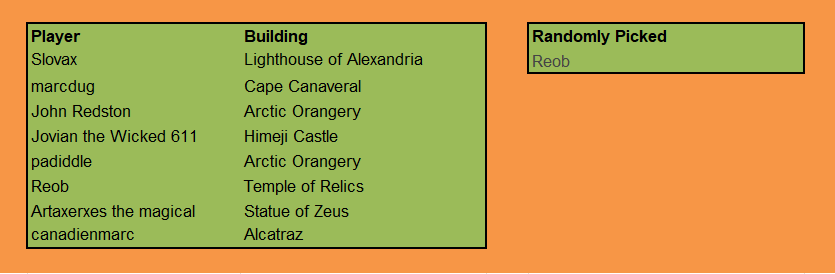 Player Building
Slovax Lighthouse of Alexandria
marcdug Cape Canaveral
John Redston Arctic Orangery
Jovian the Wicked 611 Himeji Castle
padiddle Arctic Orangery
Reob Temple of Relics
Artaxerxes the magical Statue of Zeus
canadienmarc Alcatraz
Randomly Picked
Reob